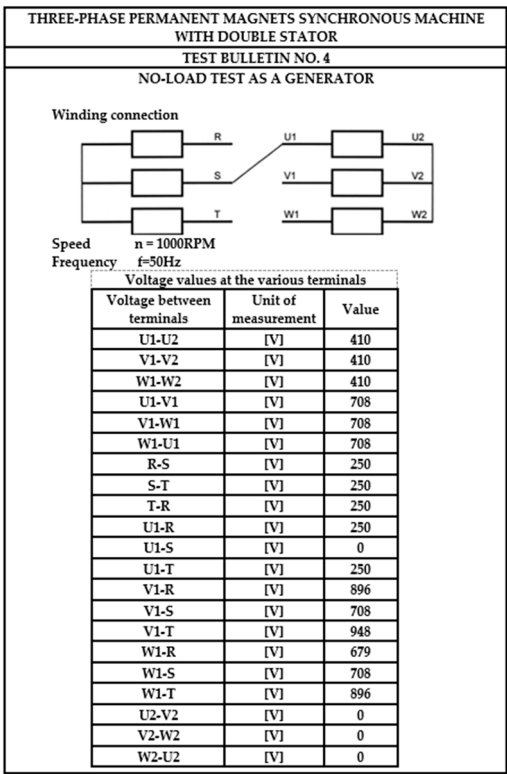 THREE-PHASE PERMANENT MAGNETS SYNCHRONOUS MACHINE
WITH DOUBLE STATOR
TEST BULLETIN NO. 4
NO-LOAD TEST AS A GENERATOR
Winding connection
R U1 U2
S V1 V2
T W1 W2
Speed n = 1000RPM
Frequency f=50Hz
Voltage values at the various terminals
Voltage between terminals Unit of measurement Value
U1-U2 [V] 410
V1-V2 [V] 410
W1-W2 [V] 410
U1-V1 [V] 708
V1-W1 [V] 708
W1-U1 [V] 708
R-S [V] 250
S-T [V] 250
T-R [V] 250
U1-R [V] 250
U1-S [V] 0
U1-T [V] 250
V1-R [V] 896
V1-S [V] 708
V1-T [V] 948
W1-R [V] 679
W1-S [V] 708
W1-T [V] 896
U2-V2 [V] 0
V2-W2 [V] 0
W2-U2 [V] 0